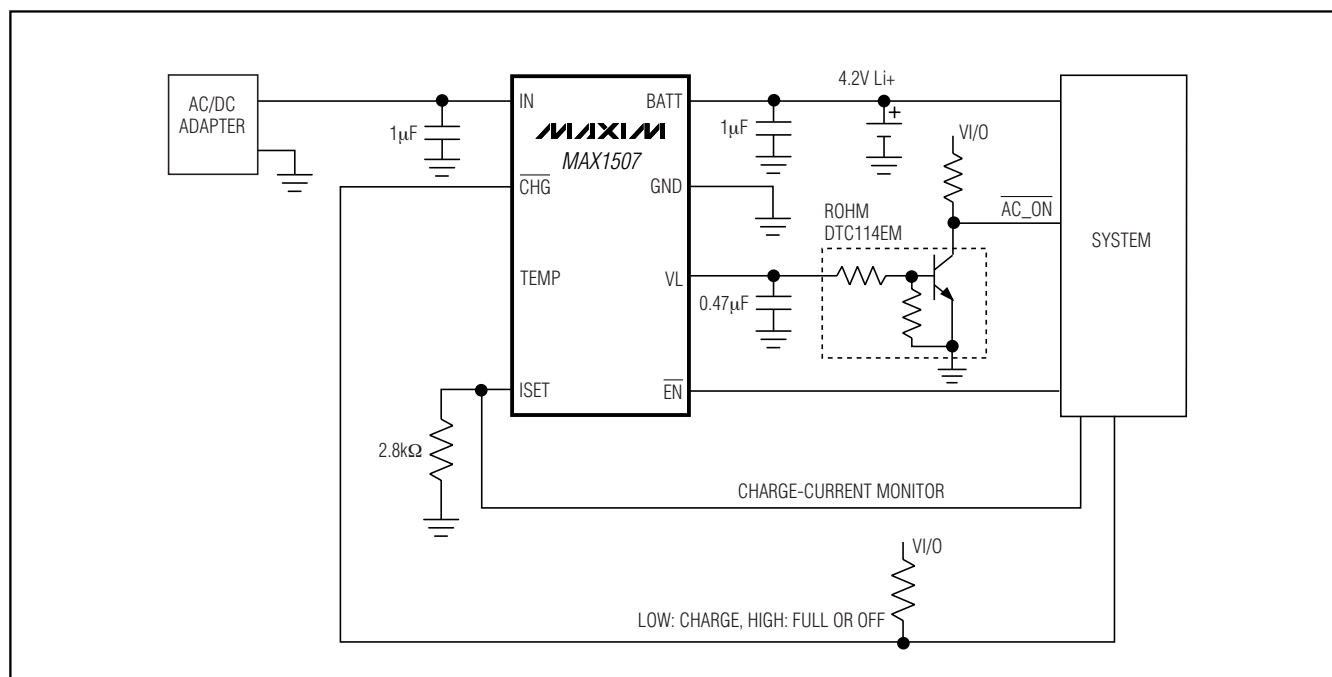 4.2V Li+
AC/DC
ADAPTER
IN
BATT
1μF
MAXIM
MAX1507
1μF
+
VI/O
CHG
GND
ROHM
DTC114EM
AC_ON
SYSTEM
TEMP
VL
0.47μF
ISET
EN
2.8kΩ
CHARGE-CURRENT MONITOR
VI/O
LOW: CHARGE, HIGH: FULL OR OFF